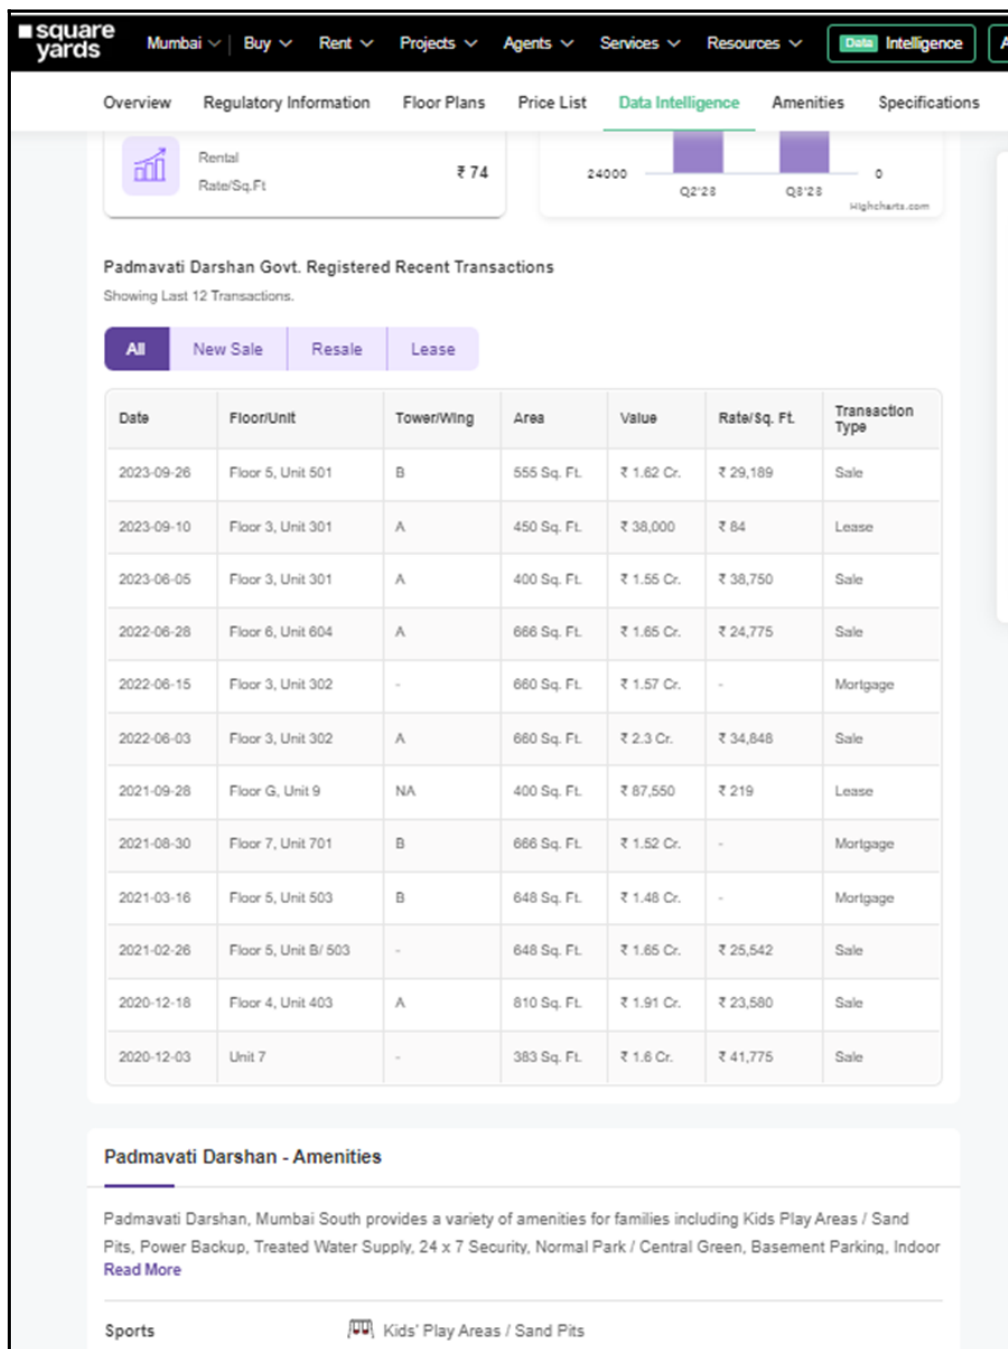 square yards
Mumbai Buy Rent Projects Agents Services Resources Data Intelligence A
Overview Regulatory Information Floor Plans Price List Data Intelligence Amenities Specifications
Rental
Rate/Sq.Ft
₹ 74
24000
0
Q2'23 Q3'23
Highcharts.com
Padmavati Darshan Govt. Registered Recent Transactions
Showing Last 12 Transactions.
All New Sale Resale Lease
Date Floor/Unit Tower/Wing Area Value Rate/Sq. Ft. Transaction Type
2023-09-26 Floor 5, Unit 501 B 555 Sq. Ft. ₹ 1.62 Cr. ₹ 29,189 Sale
2023-09-10 Floor 3, Unit 301 A 450 Sq. Ft. ₹ 38,000 ₹ 84 Lease
2023-06-05 Floor 3, Unit 301 A 400 Sq. Ft. ₹ 1.55 Cr. ₹ 38,750 Sale
2022-06-28 Floor 6, Unit 604 A 666 Sq. Ft. ₹ 1.65 Cr. ₹ 24,775 Sale
2022-06-15 Floor 3, Unit 302 - 660 Sq. Ft. ₹ 1.57 Cr. - Mortgage
2022-06-03 Floor 3, Unit 302 A 660 Sq. Ft. ₹ 2.3 Cr. ₹ 34,848 Sale
2021-09-28 Floor G, Unit 9 NA 400 Sq. Ft. ₹ 87,550 ₹ 219 Lease
2021-08-30 Floor 7, Unit 701 B 666 Sq. Ft. ₹ 1.52 Cr. - Mortgage
2021-03-16 Floor 5, Unit 503 B 648 Sq. Ft. ₹ 1.48 Cr. - Mortgage
2021-02-26 Floor 5, Unit B/ 503 - 648 Sq. Ft. ₹ 1.65 Cr. ₹ 25,542 Sale
2020-12-18 Floor 4, Unit 403 A 810 Sq. Ft. ₹ 1.91 Cr. ₹ 23,580 Sale
2020-12-03 Unit 7 - 383 Sq. Ft. ₹ 1.6 Cr. ₹ 41,775 Sale
Padmavati Darshan - Amenities
Padmavati Darshan, Mumbai South provides a variety of amenities for families including Kids Play Areas / Sand
Pits, Power Backup, Treated Water Supply, 24 x 7 Security, Normal Park / Central Green, Basement Parking, Indoor
Read More
Sports Kids' Play Areas / Sand Pits